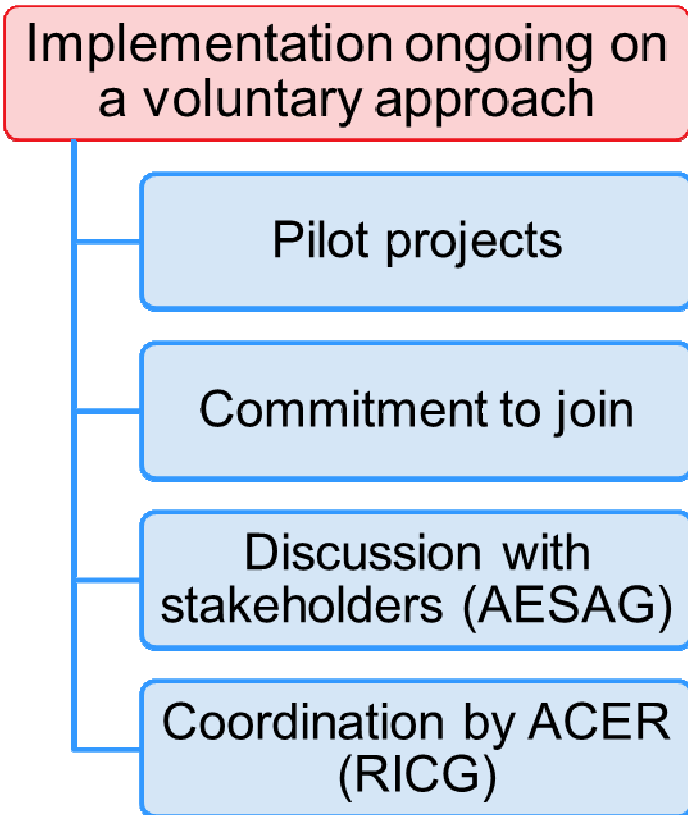 Implementation ongoing on
a voluntary approach
Pilot projects
Commitment to join
Discussion with
stakeholders (AESAG)
Coordination by ACER
(RICG)